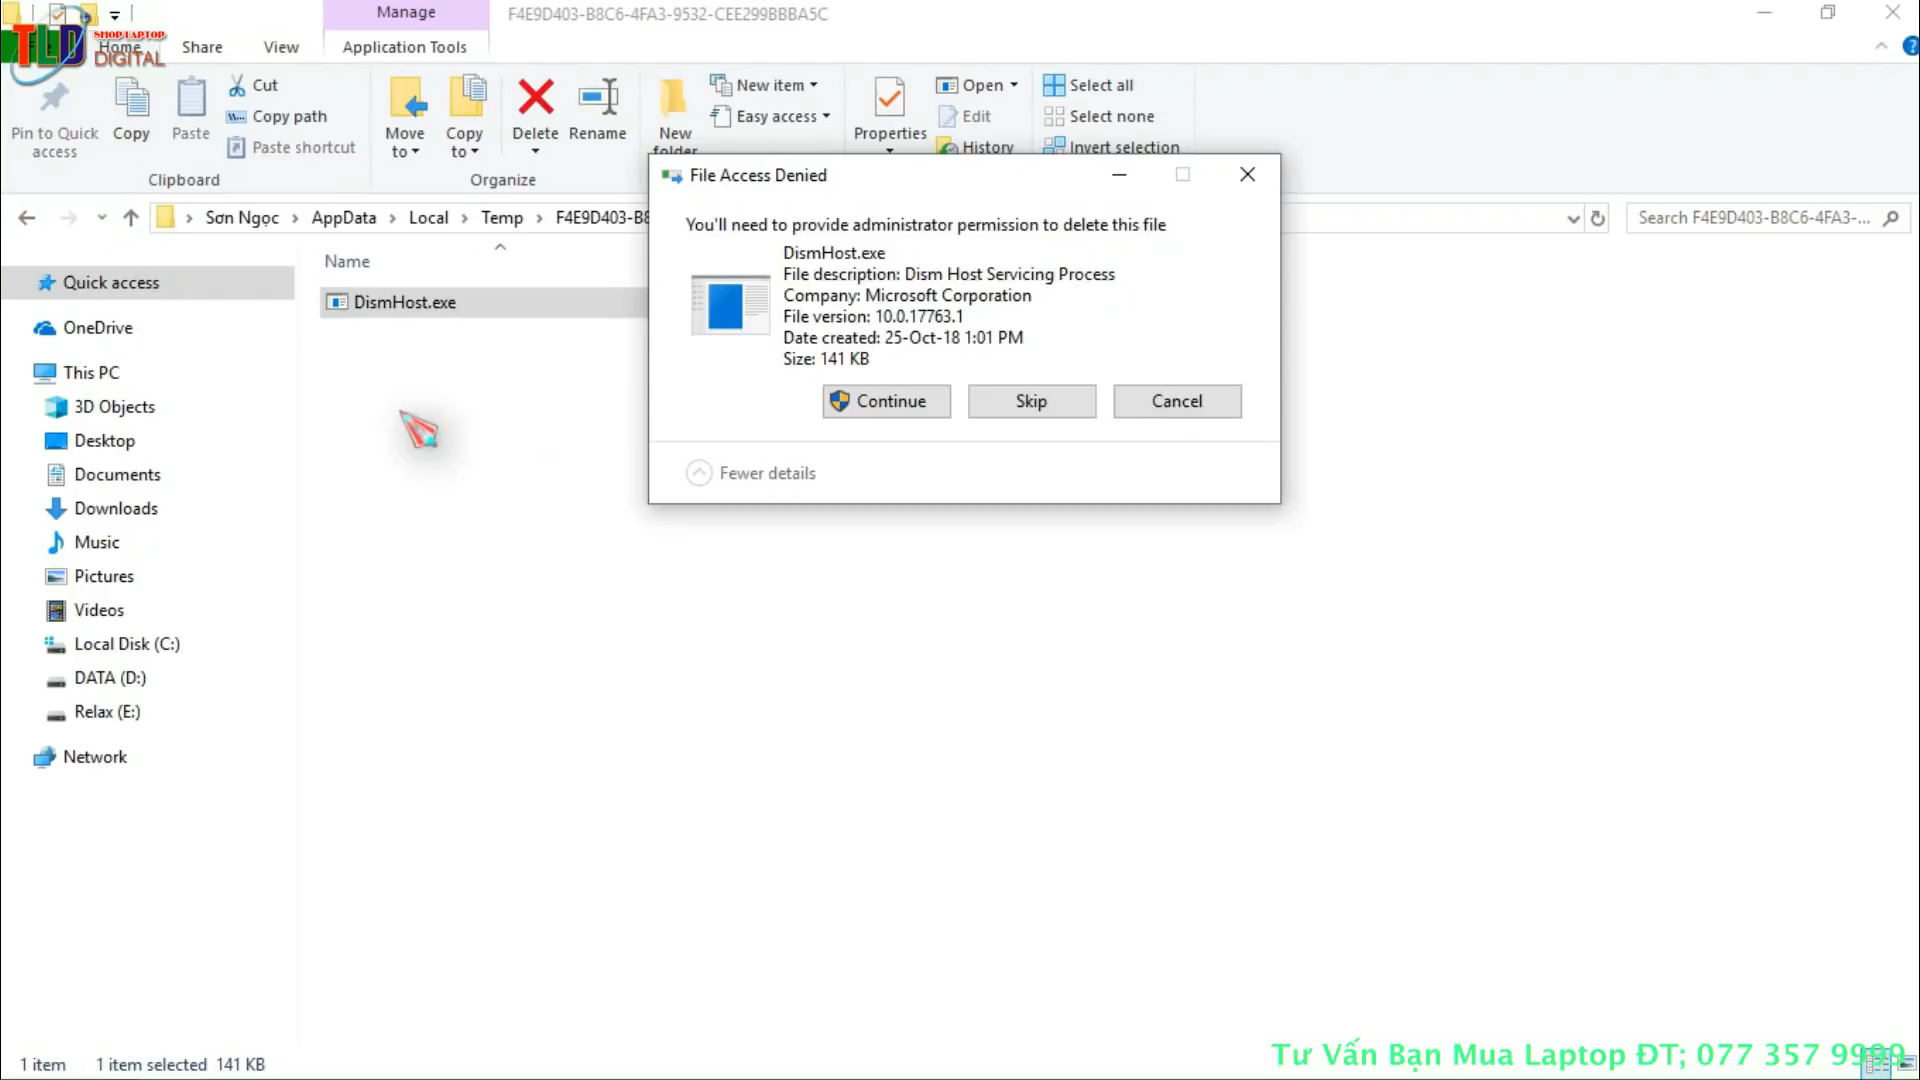 Manage
F4E9D403-B8C6-4FA3-9532-CEE299BBBA5C
TLD SHOP LAPTOP
DIGITAL
Home Share View Application Tools
Pin to Quick access
Copy
Paste
Cut
Copy path
Paste shortcut
Clipboard
Move to
Copy to
Delete
Rename
Organize
New folder
New item
Easy access
Properties
Open
Edit
History
Select all
Select none
Invert selection
Sơn Ngọc > AppData > Local > Temp > F4E9D403-B8
Search F4E9D403-B8C6-4FA3-...
File Access Denied
You'll need to provide administrator permission to delete this file
DismHost.exe
File description: Dism Host Servicing Process
Company: Microsoft Corporation
File version: 10.0.17763.1
Date created: 25-Oct-18 1:01 PM
Size: 141 KB
Continue
Skip
Cancel
Fewer details
Name
DismHost.exe
Quick access
OneDrive
This PC
3D Objects
Desktop
Documents
Downloads
Music
Pictures
Videos
Local Disk (C:)
DATA (D:)
Relax (E:)
Network
1 item 1 item selected 141 KB
Tư Vấn Bạn Mua Laptop ĐT; 077 357 9999